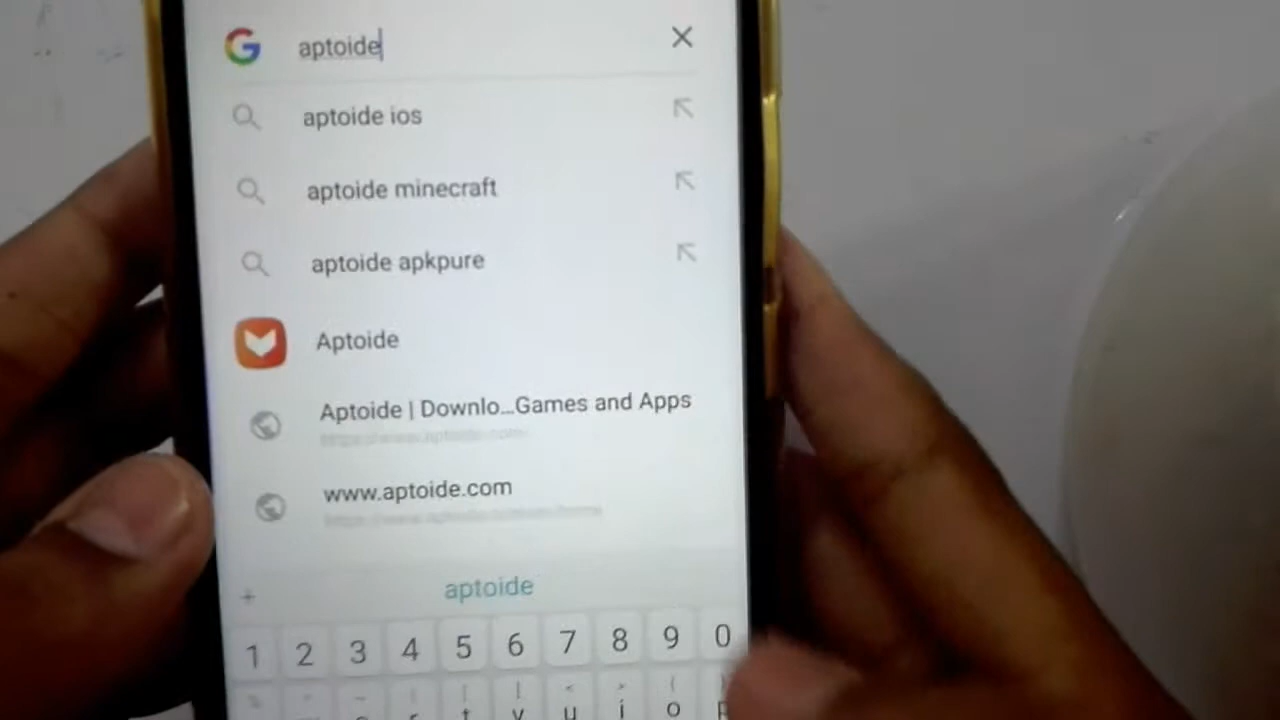 aptoide
aptoide ios
aptoide minecraft
aptoide apkpure
Aptoide
Aptoide | Downlo...Games and Apps
www.aptoide.com
aptoide
1 2 3 4 5 6 7 8 9 0
t y u i o